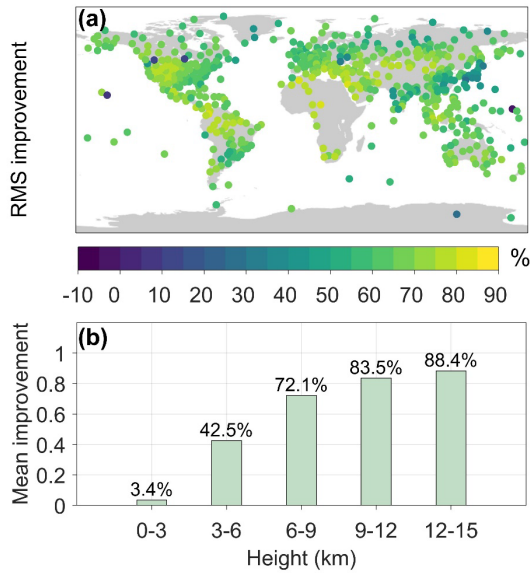 (a)
RMS improvement
%
-10 0 10 20 30 40 50 60 70 80 90
(b)
Mean improvement
1
0.8
0.6
0.4
0.2
0
3.4%
42.5%
72.1%
83.5%
88.4%
0-3 3-6 6-9 9-12 12-15
Height (km)